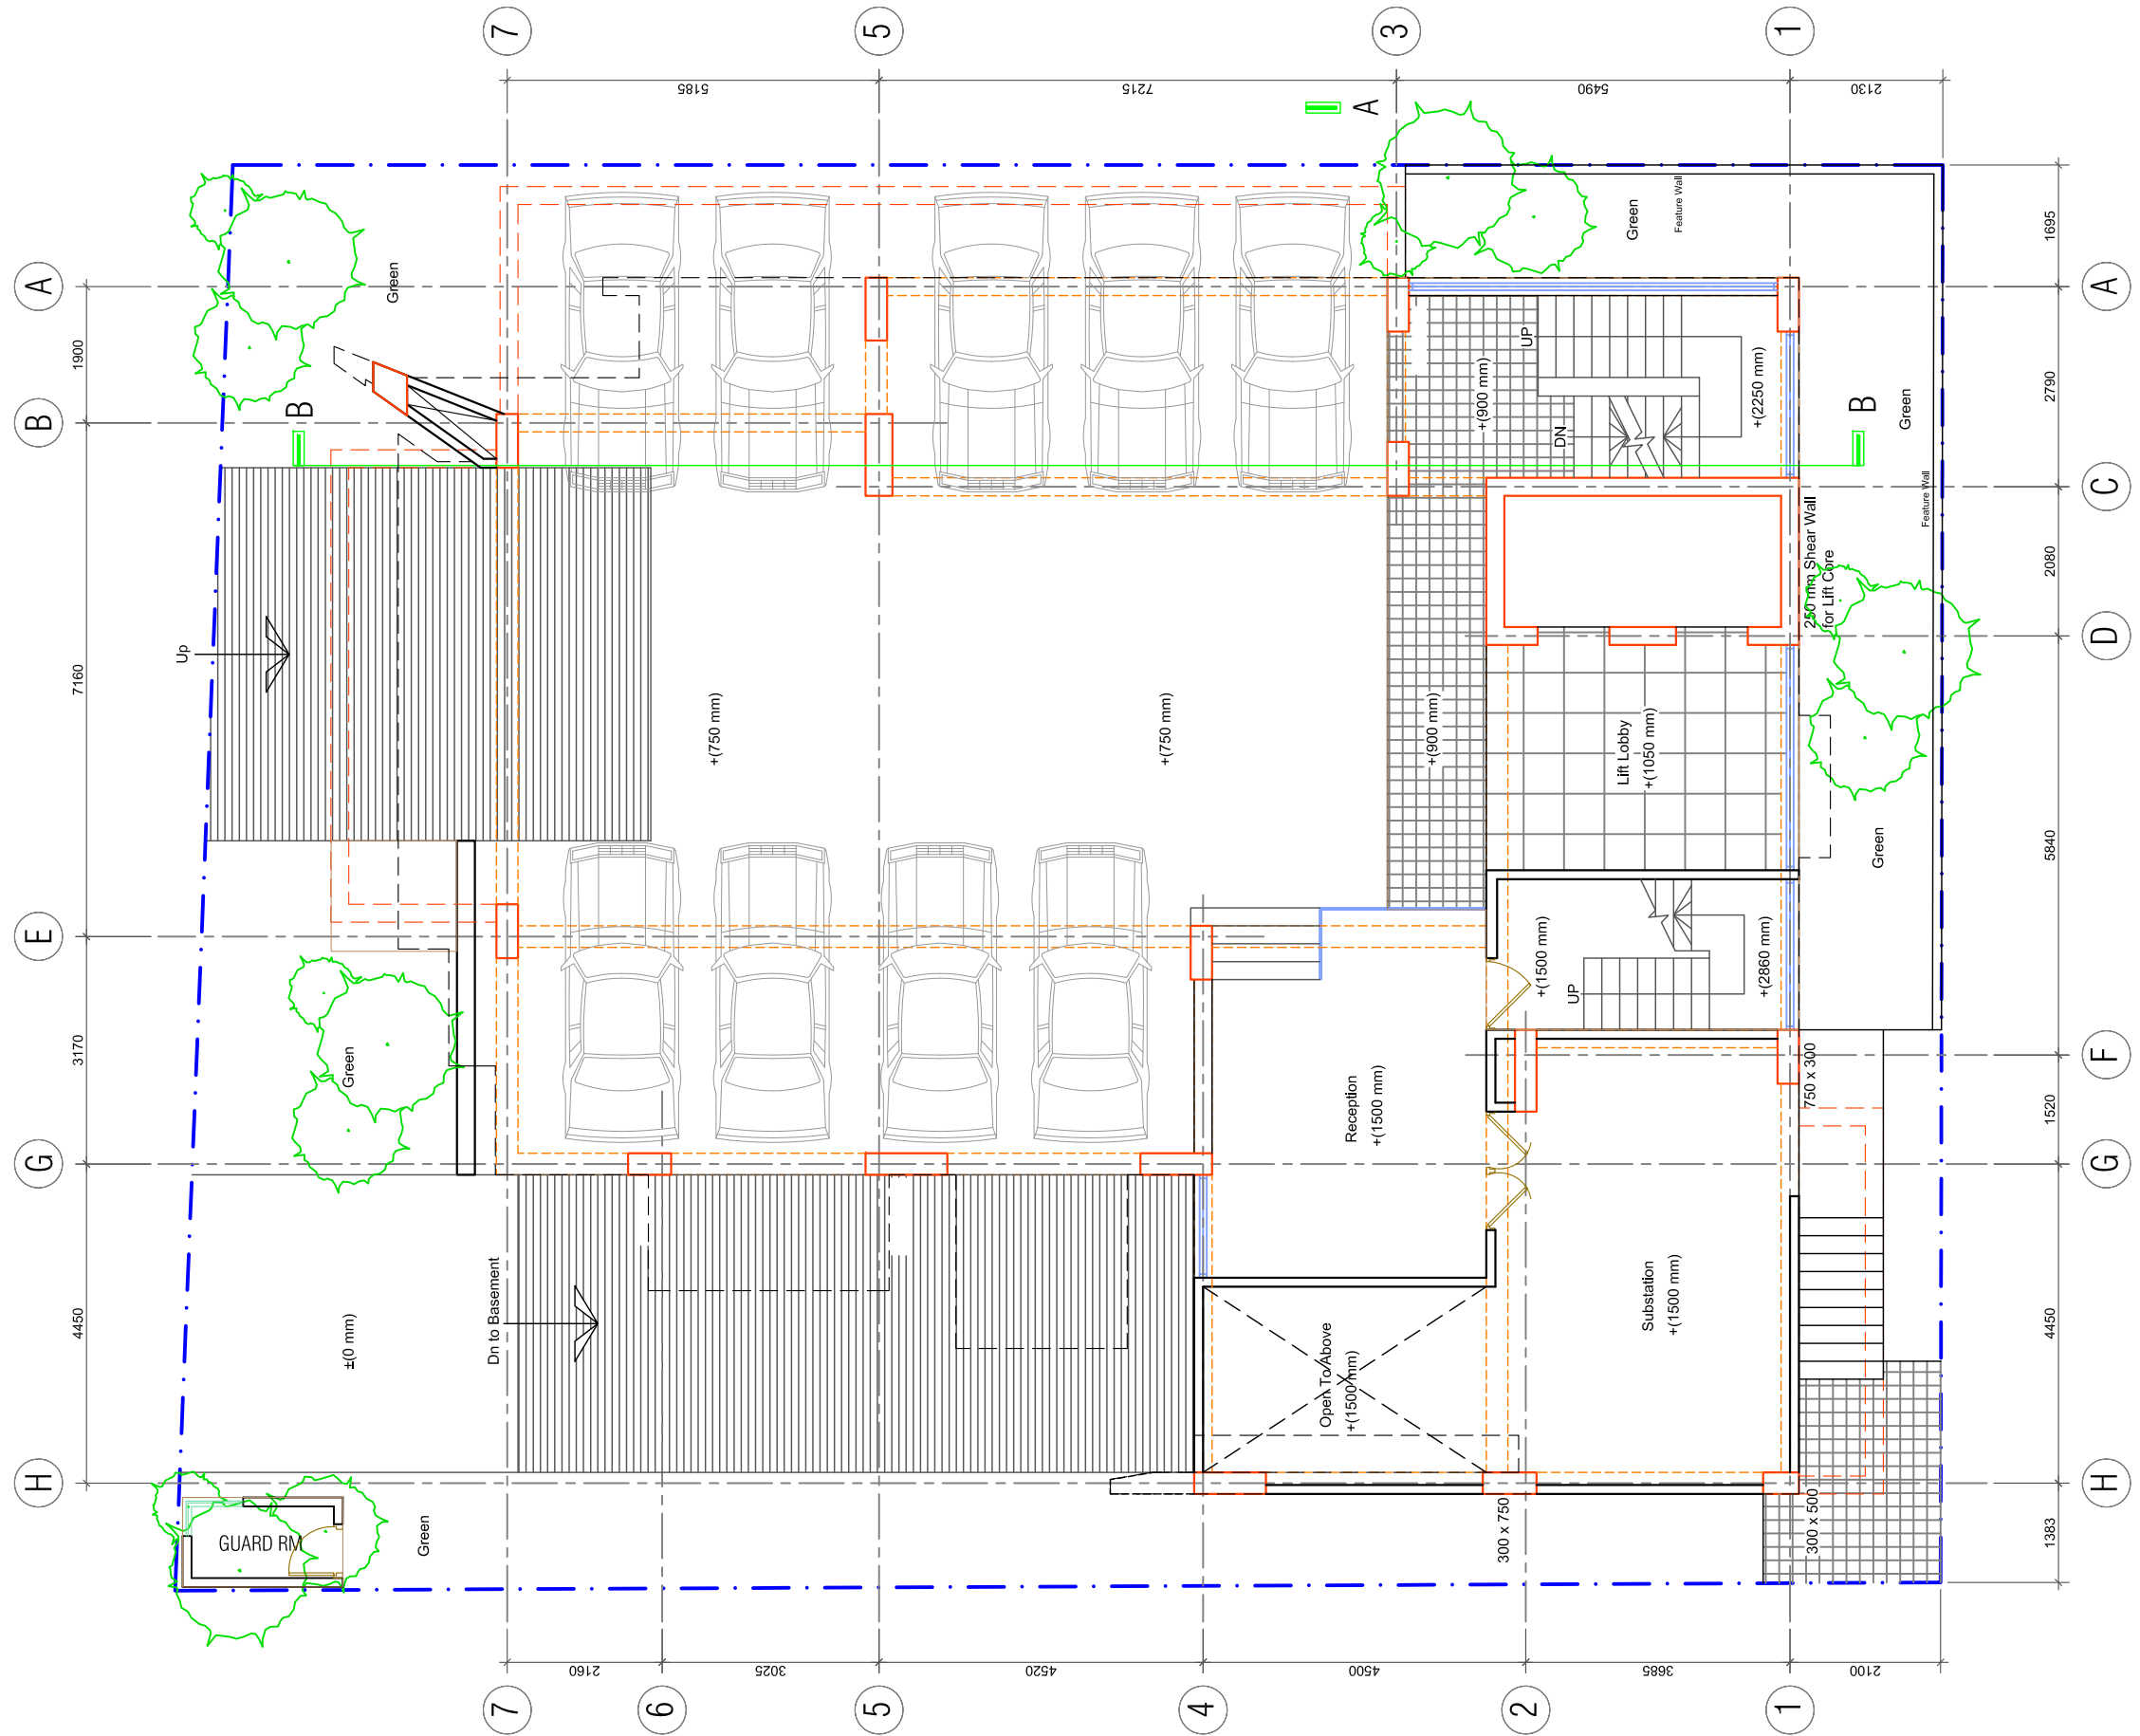 7
5
3
1
5185
7215
5490
2130
A
A
B
C
D
E
F
G
H
A
B
E
G
H
1900
7160
3170
4450
1695
2790
2080
5840
1520
4450
1383
Green
Green
Feature Wall
B
B
Green
Feature Wall
UP
+(900 mm)
DN
+(2250 mm)
250 mm Shear Wall
for Lift Core
Up
+(750 mm)
+(750 mm)
+(900 mm)
Lift Lobby
+(1050 mm)
Green
+(1500 mm)
UP
+(2860 mm)
Green
Reception
+(1500 mm)
750 x 300
Dn to Basement
±(0 mm)
Open To Above
+(1500 mm)
Substation
+(1500 mm)
GUARD RM
Green
300 x 750
300 x 500
2160
3025
4520
4500
3685
2100
7
6
5
4
2
1